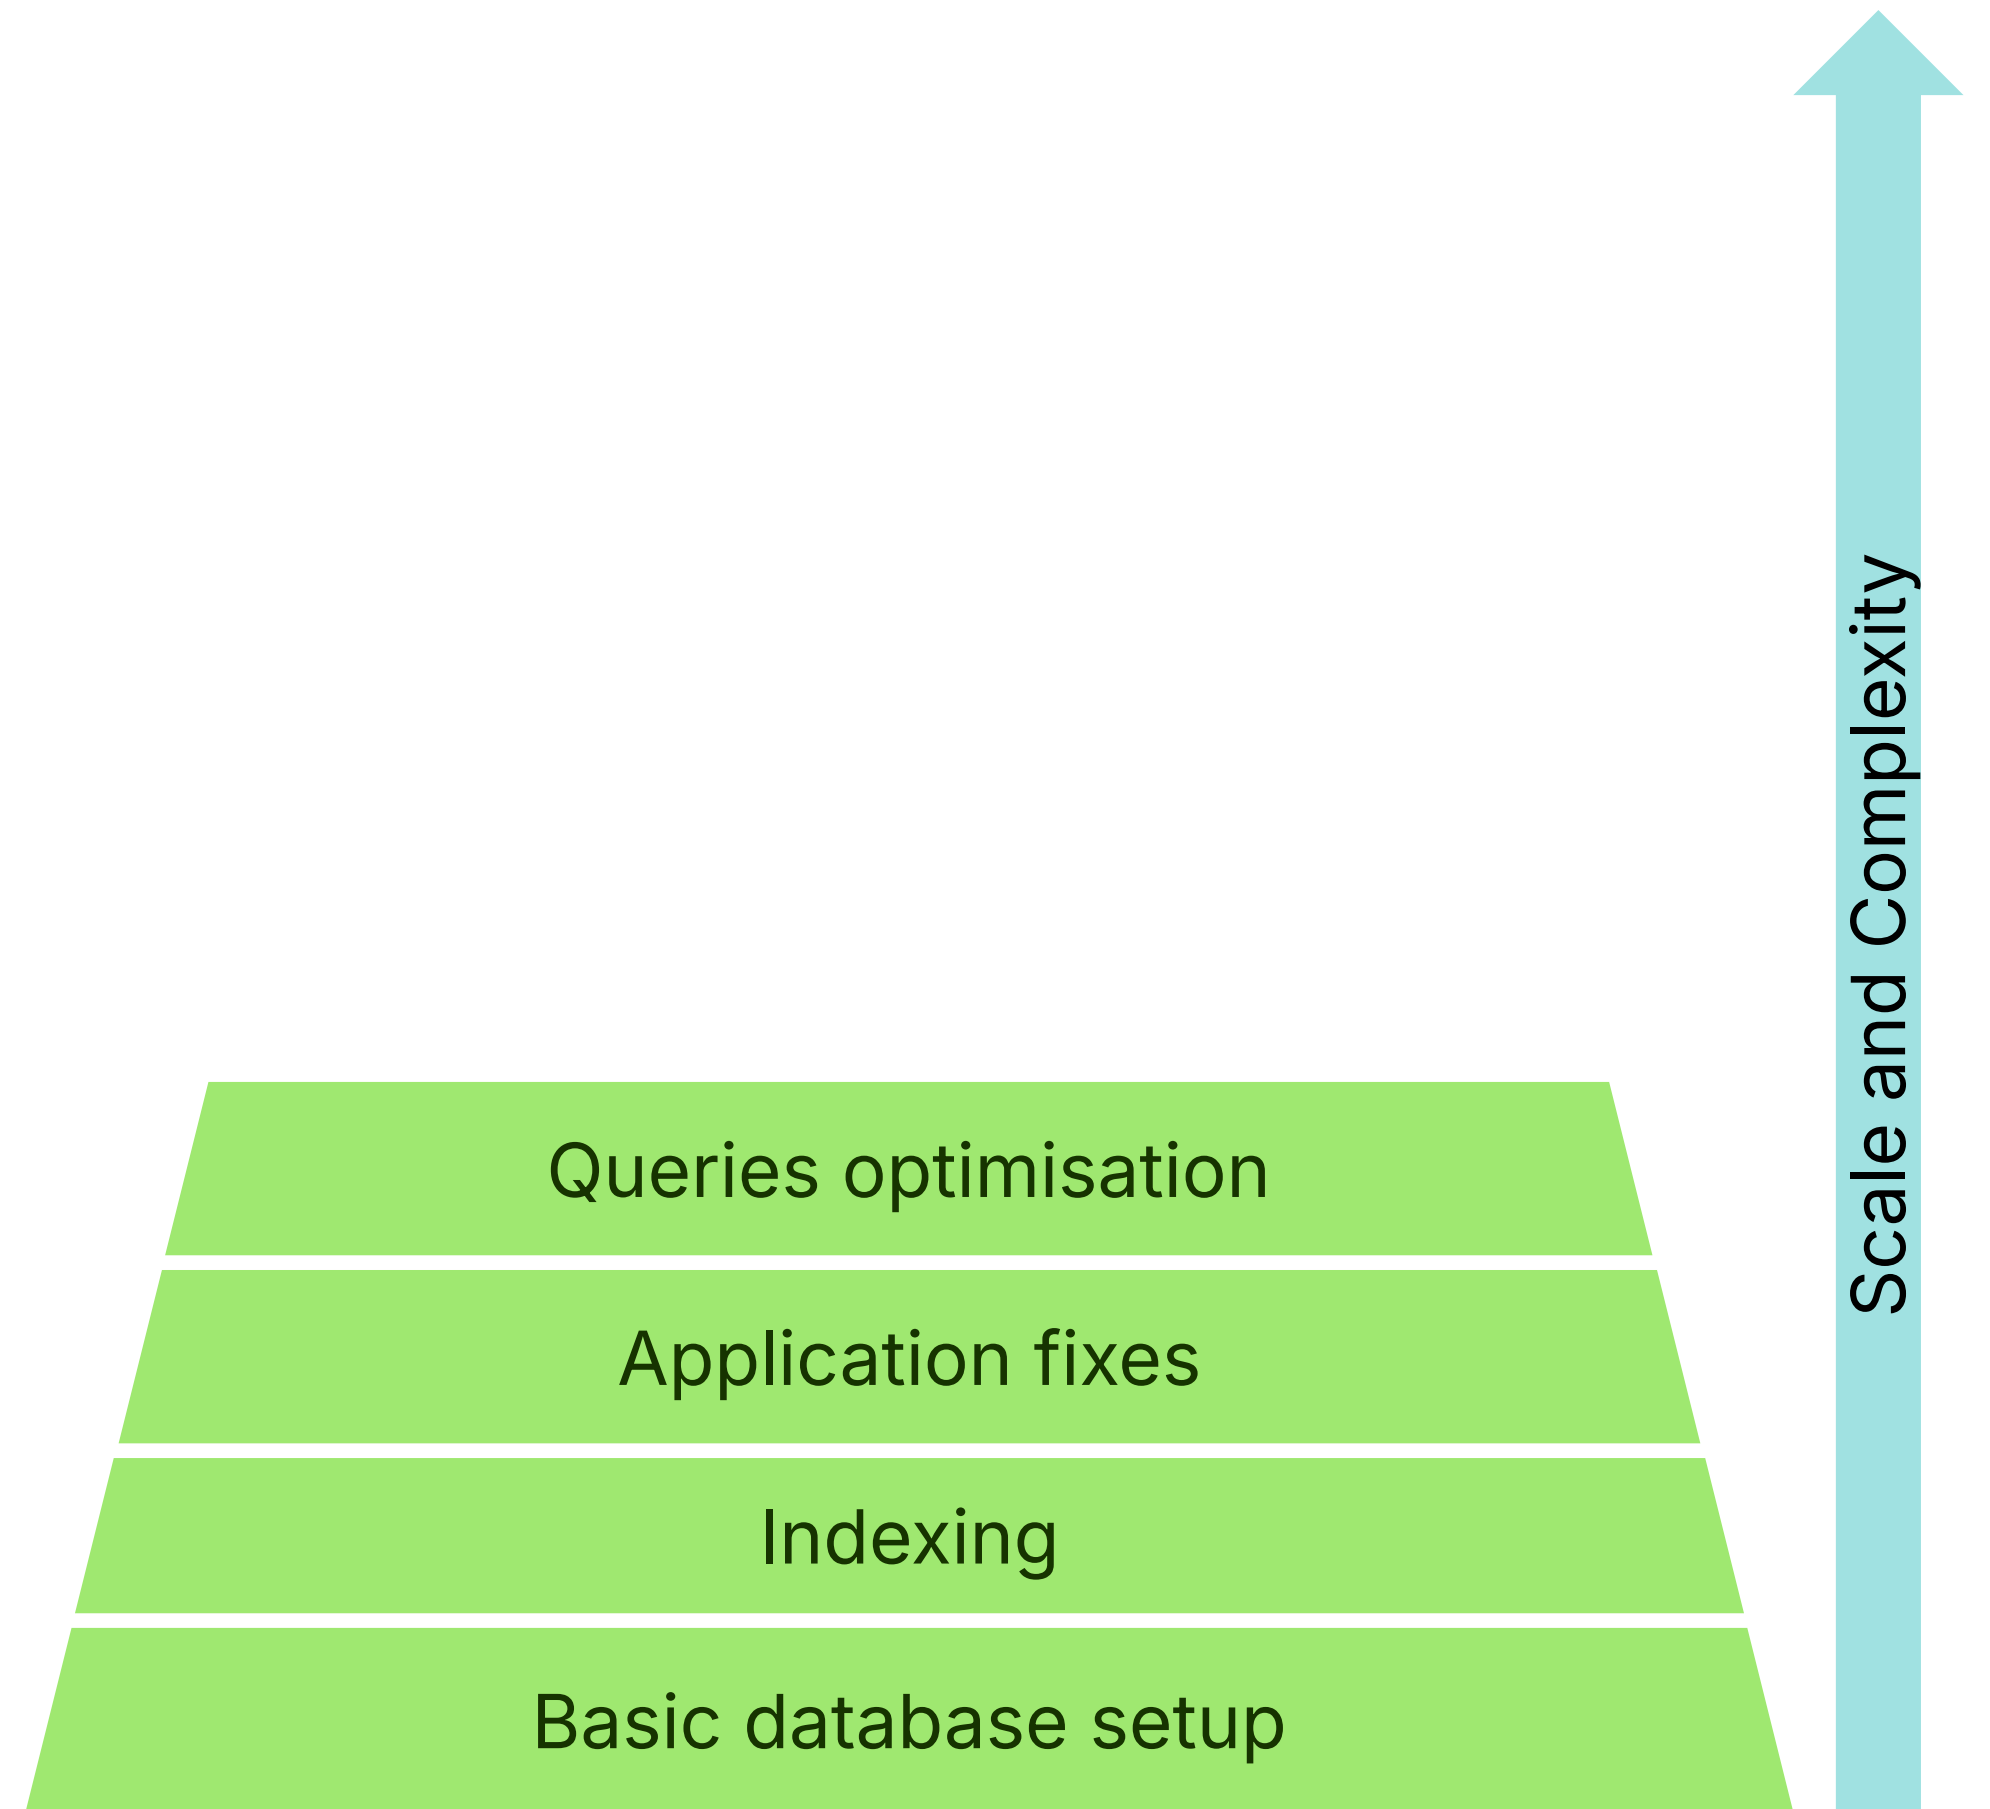 Queries optimisation
Application fixes
Indexing
Basic database setup
Scale and Complexity